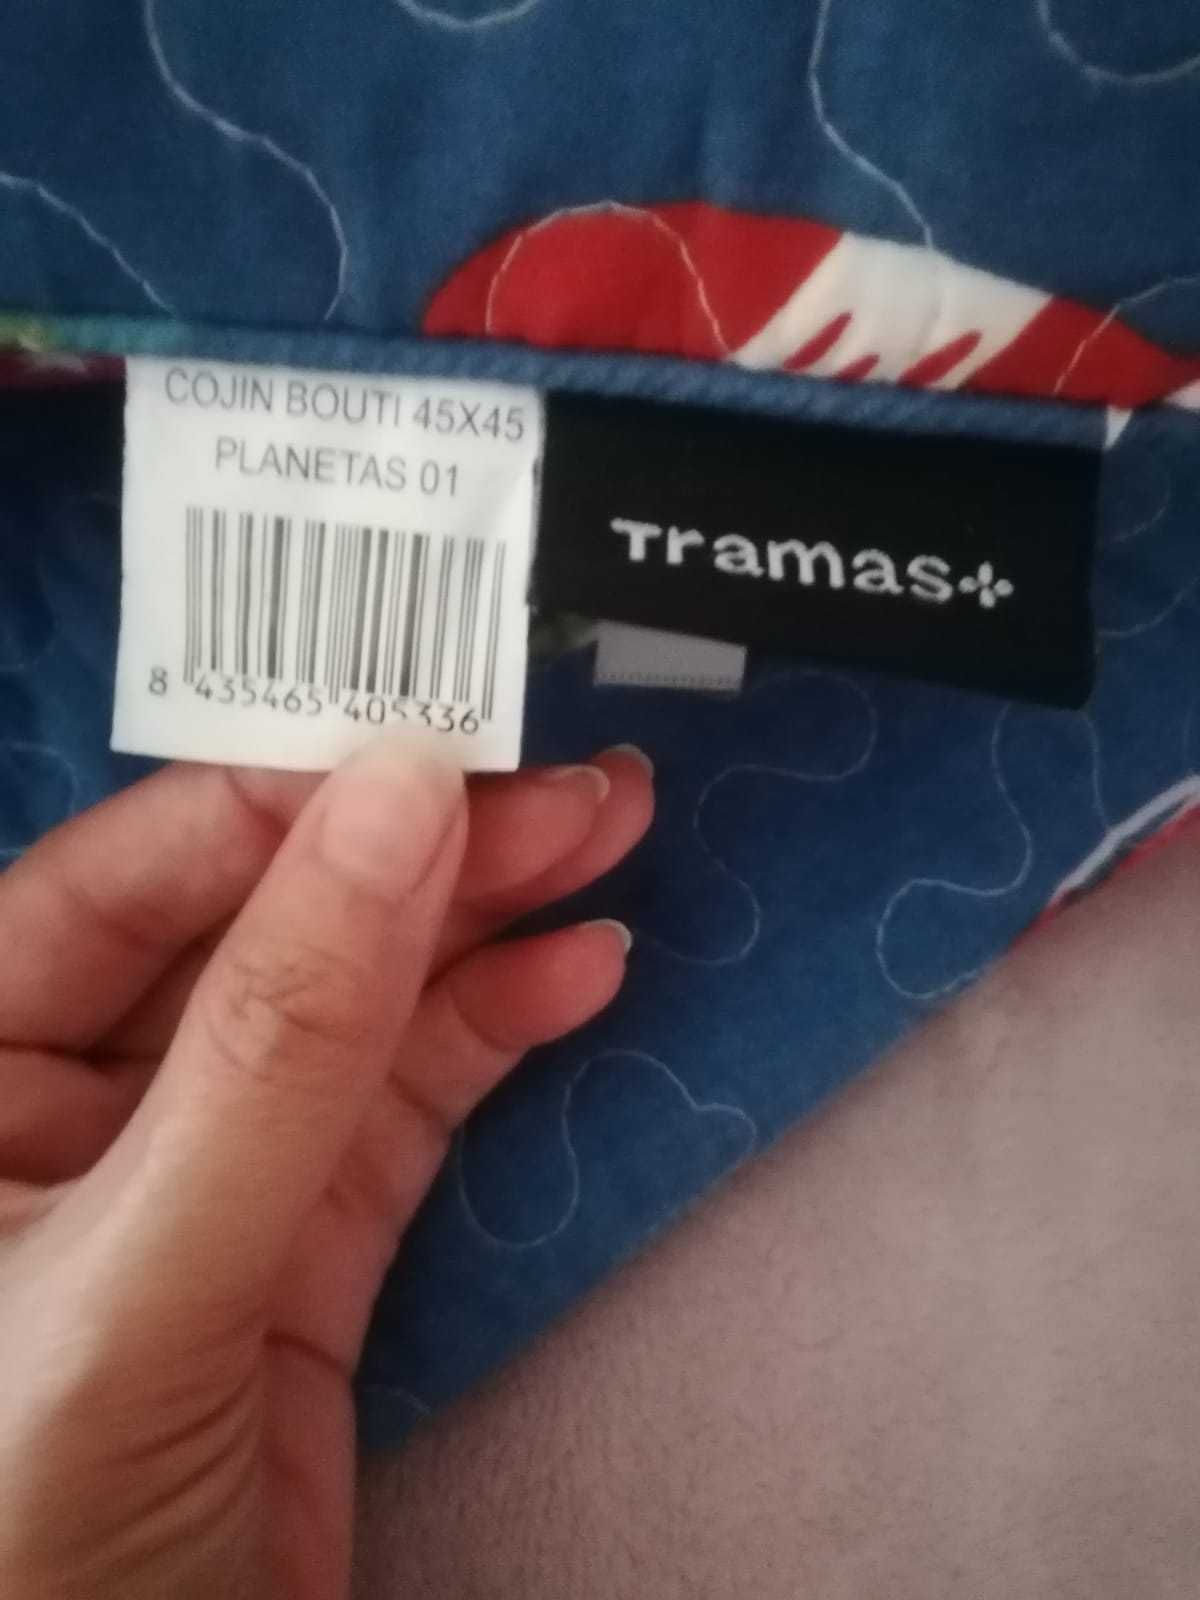 COJIN BOUTI 45X45
PLANETAS 01
8 435465 405336
Tramas+